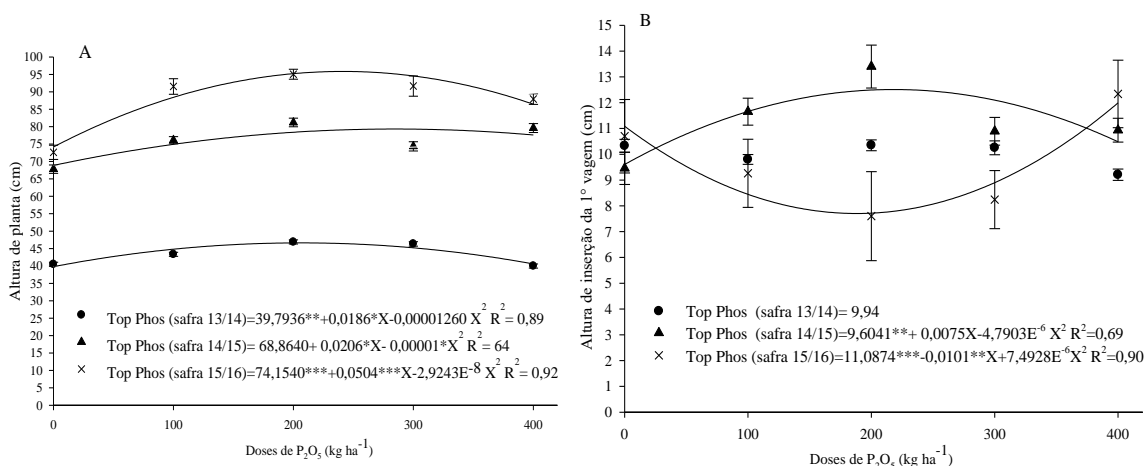 A
Altura de planta (cm)
100
95
90
85
80
75
70
65
60
55
50
45
40
35
30
25
20
15
10
5
0
Top Phos (safra 13/14)=39,7936**+0,0186*X-0,00001260 X² R² = 0,89
Top Phos (safra 14/15)= 68,8640+ 0,0206*X- 0,00001*X² R² = 64
Top Phos (safra 15/16)=74,1540***+0,0504***X-2,9243E⁻⁸ X² R² = 0,92
0 100 200 300 400
Doses de P₂O₅ (kg ha⁻¹)
B
Altura de inserção da 1° vagem (cm)
15
14
13
12
11
10
9
8
7
6
5
4
3
2
1
0
Top Phos (safra 13/14)= 9,94
Top Phos (safra 14/15)=9,6041**+ 0,0075X-4,7903E⁻⁶ X² R²=0,69
Top Phos (safra 15/16)=11,0874***-0,0101**X+7,4928E⁻⁶X² R²=0,90
0 100 200 300 400
Doses de P₂O₅ (kg ha⁻¹)